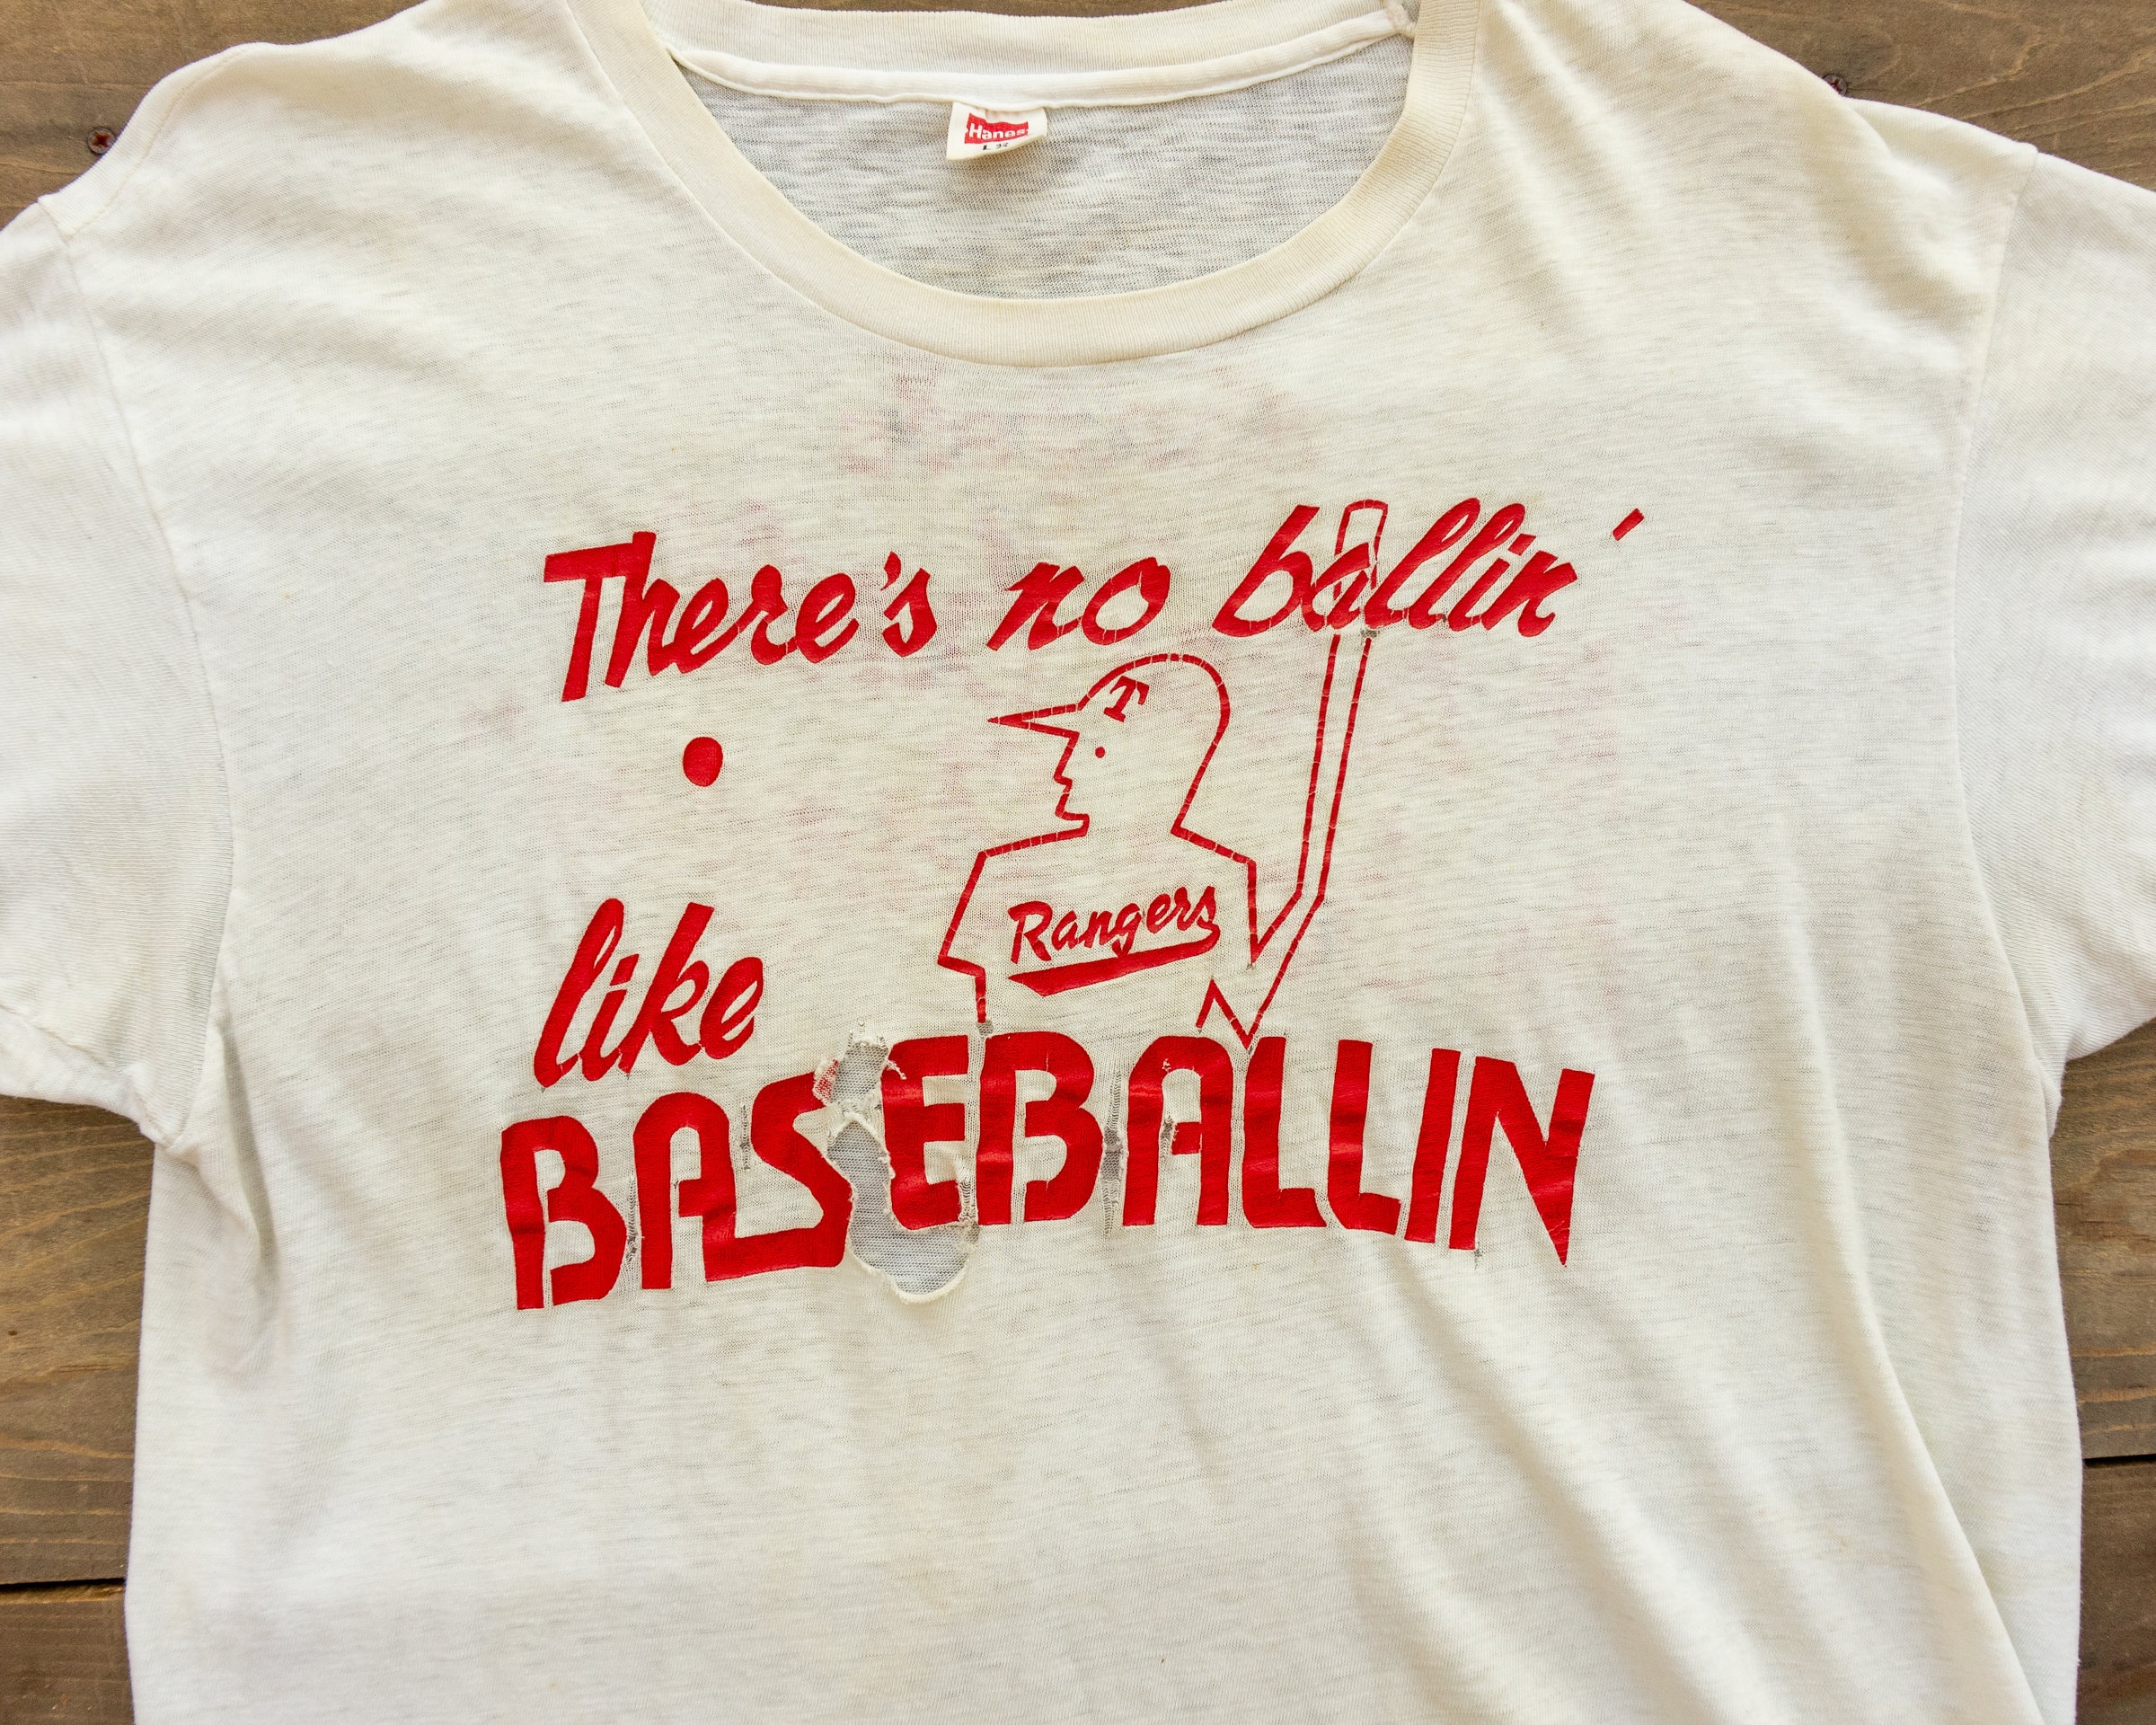 Hanes
L
There's no ballin'
T
Rangers
like
BASEBALLIN